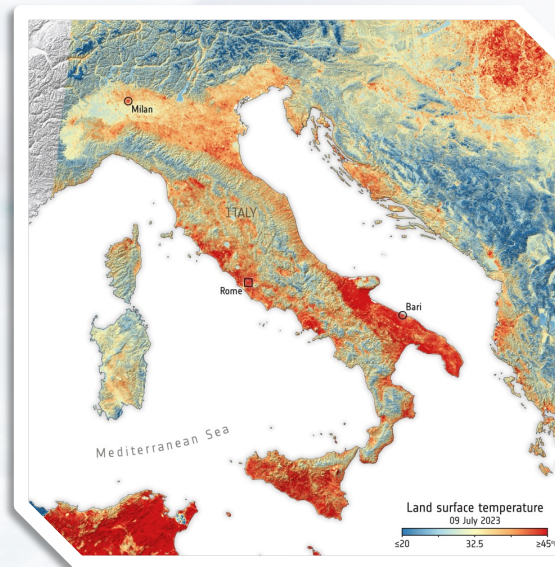 Milan
ITALY
Rome
Bari
Mediterranean Sea
Land surface temperature
09 July 2023
≤20 32.5 ≥45°